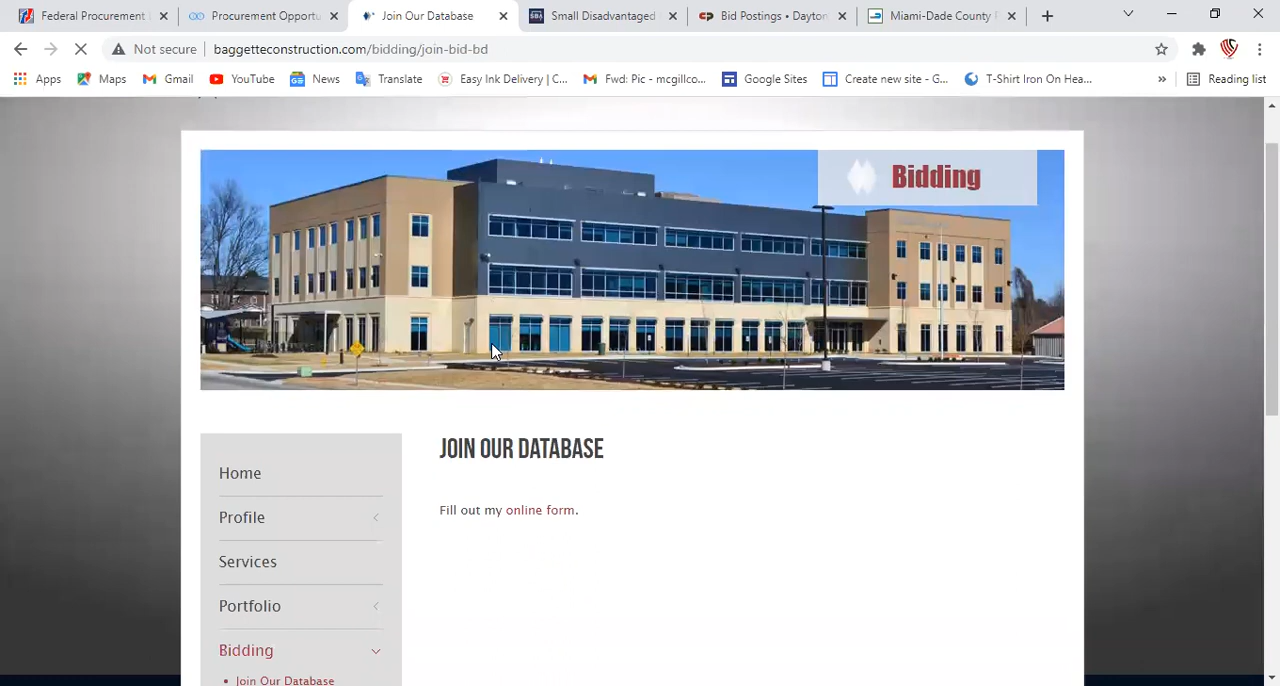 Federal Procurement
Procurement Opportu
Join Our Database
Small Disadvantaged
Bid Postings • Dayton
Miami-Dade County
Not secure
baggetteconstruction.com/bidding/join-bid-bd
Apps
Maps
Gmail
YouTube
News
Translate
Easy Ink Delivery | C...
Fwd: Pic - mcgillco...
Google Sites
Create new site - G...
T-Shirt Iron On Hea...
»
Reading list
Bidding
JOIN OUR DATABASE
Fill out my online form.
Home
Profile
Services
Portfolio
Bidding
• Join Our Database